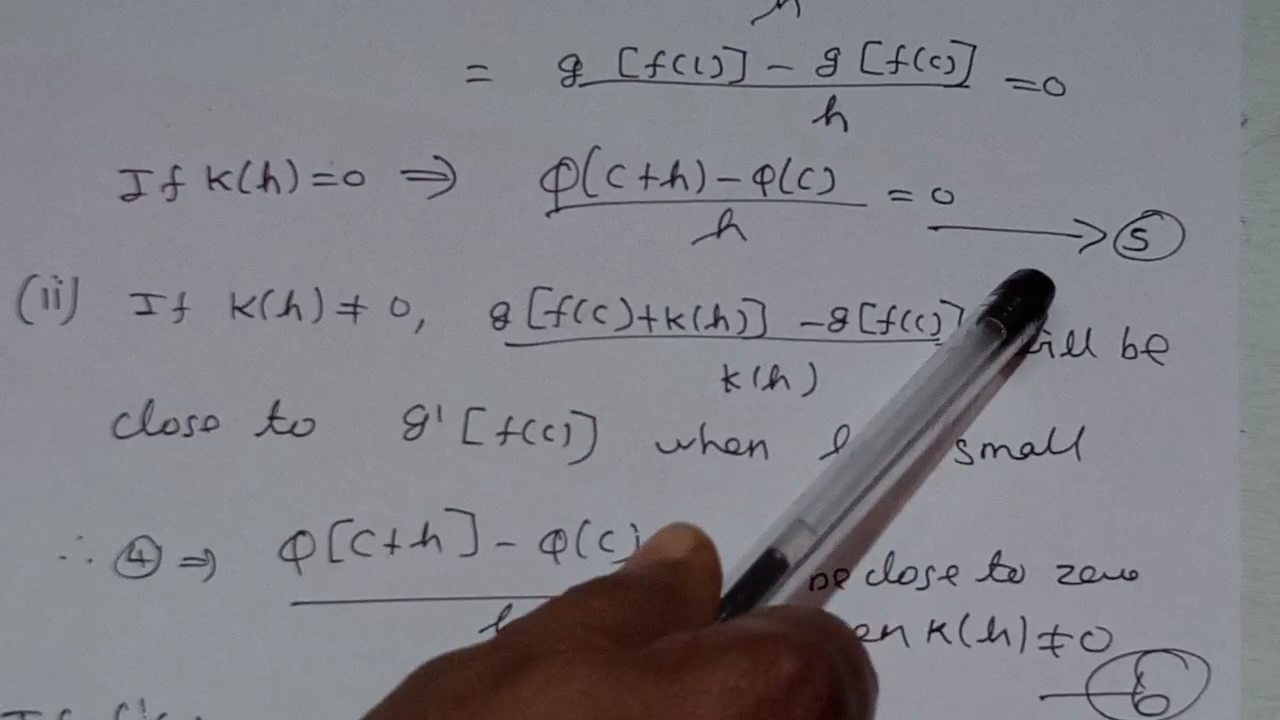 = g[f(c)] - g[f(c)] / h = 0
If k(h) = 0 ⇒ φ(c+h) - φ(c) / h = 0 → (5)
(ii) If k(h) ≠ 0, g[f(c)+k(h)] - g[f(c)] / k(h) will be
close to g'[f(c)] when small
∴ (4) ⇒ φ[c+h] - φ(c) be close to zero
k(h) ≠ 0
(6)